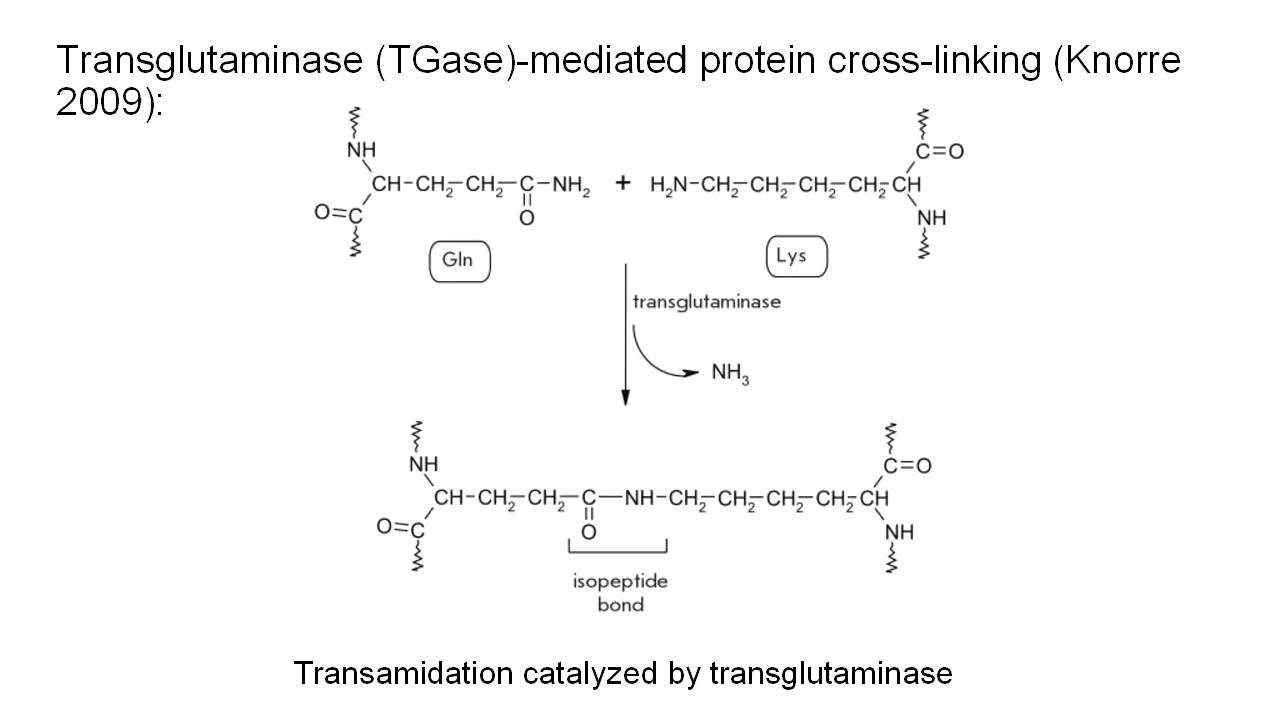 Transglutaminase (TGase)-mediated protein cross-linking (Knorre
2009):
NH
C=O
CH-CH₂-CH₂-C-NH₂ + H₂N-CH₂-CH₂-CH₂-CH₂-CH
O=C
O
NH
Gln
Lys
transglutaminase
NH₃
NH
C=O
CH-CH₂-CH₂-C-NH-CH₂-CH₂-CH₂-CH₂-CH
O=C
O
NH
isopeptide
bond
Transamidation catalyzed by transglutaminase